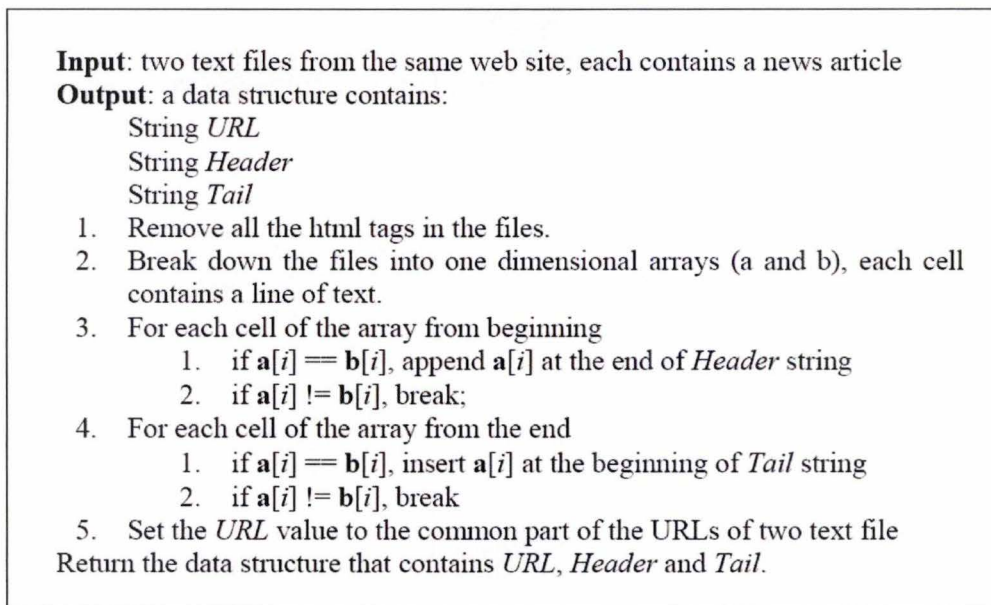 Input: two text files from the same web site, each contains a news article
Output: a data structure contains:
String URL
String Header
String Tail
1. Remove all the html tags in the files.
2. Break down the files into one dimensional arrays (a and b), each cell
contains a line of text.
3. For each cell of the array from beginning
1. if a[i] == b[i], append a[i] at the end of Header string
2. if a[i] != b[i], break;
4. For each cell of the array from the end
1. if a[i] == b[i], insert a[i] at the beginning of Tail string
2. if a[i] != b[i], break
5. Set the URL value to the common part of the URLs of two text file
Return the data structure that contains URL, Header and Tail.